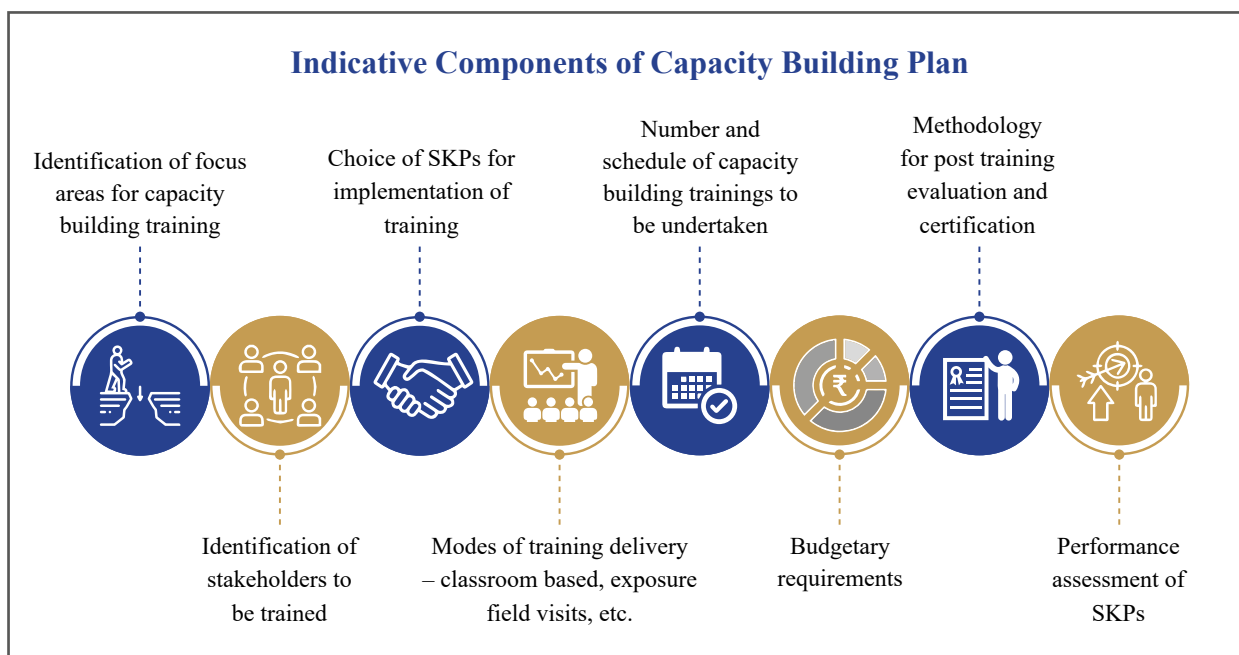 Indicative Components of Capacity Building Plan
Identification of focus
areas for capacity
building training
Identification of
stakeholders to
be trained
Choice of SKPs for
implementation of
training
Modes of training delivery
– classroom based, exposure
field visits, etc.
Number and
schedule of capacity
building trainings to
be undertaken
₹
Budgetary
requirements
Methodology
for post training
evaluation and
certification
Performance
assessment of
SKPs